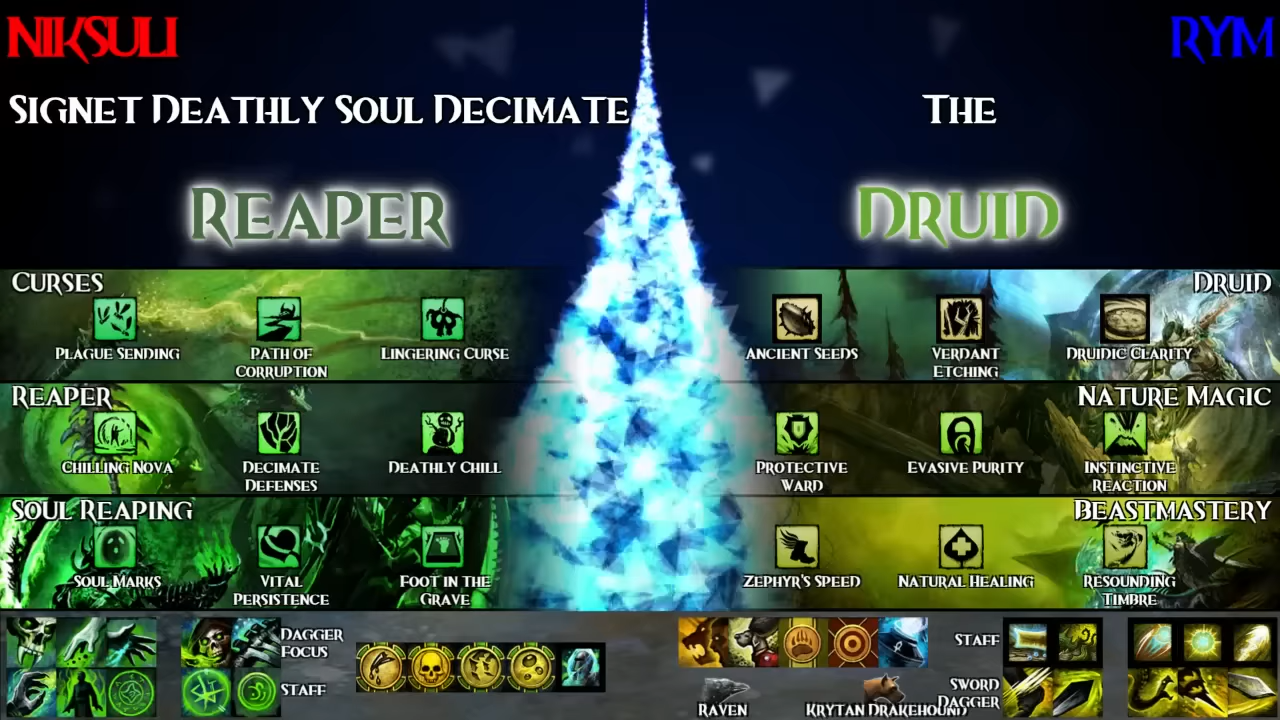 NIKSULI
RYM
SIGNET DEATHLY SOUL DECIMATE
THE
REAPER
DRUID
CURSES
PLAGUE SENDING
PATH OF
CORRUPTION
LINGERING CURSE
REAPER
CHILLING NOVA
DECIMATE
DEFENSES
DEATHLY CHILL
SOUL REAPING
SOUL MARKS
VITAL
PERSISTENCE
FOOT IN THE
GRAVE
DRUID
ANCIENT SEEDS
VERDANT
ETCHING
DRUIDIC CLARITY
NATURE MAGIC
PROTECTIVE
WARD
EVASIVE PURITY
INSTINCTIVE
REACTION
BEASTMASTERY
ZEPHYR'S SPEED
NATURAL HEALING
RESOUNDING
TIMBRE
DAGGER
FOCUS
STAFF
RAVEN
KRYTAN DRAKEHOUND
STAFF
SWORD
DAGGER